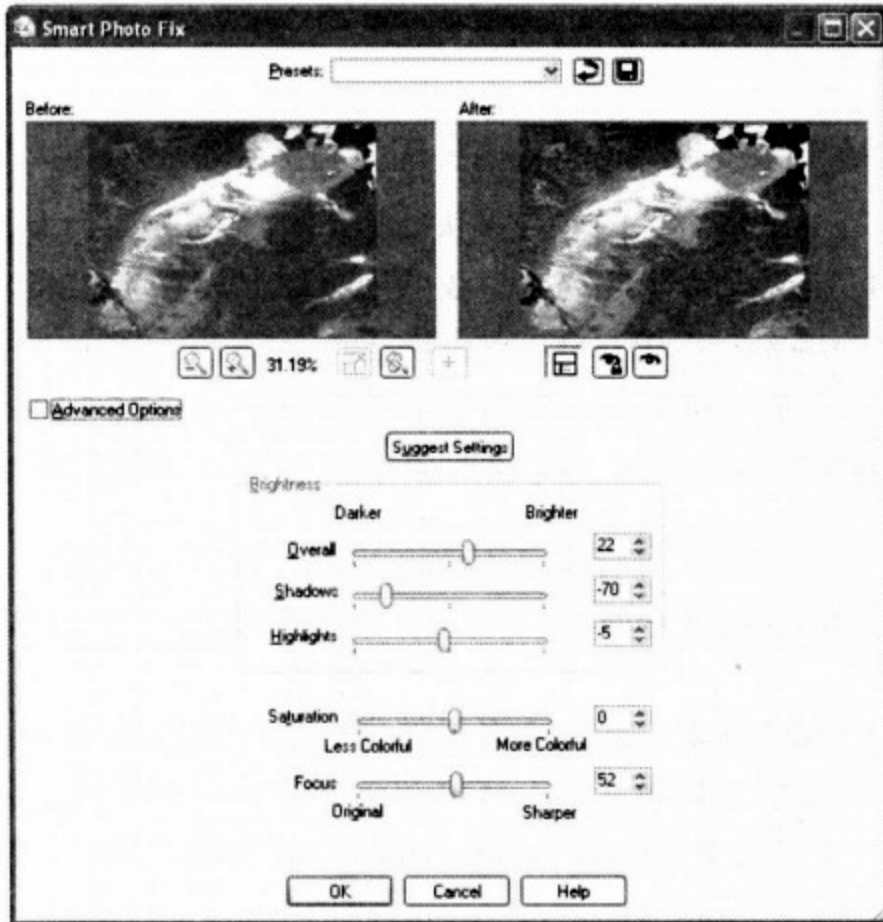 Smart Photo Fix
Presets:
Before:
After:
31.19%
Advanced Options
Suggest Settings
Brightness
Darker Brighter
Overall 22
Shadows -70
Highlights -5
Saturation 0
Less Colorful More Colorful
Focus 52
Original Sharper
OK Cancel Help